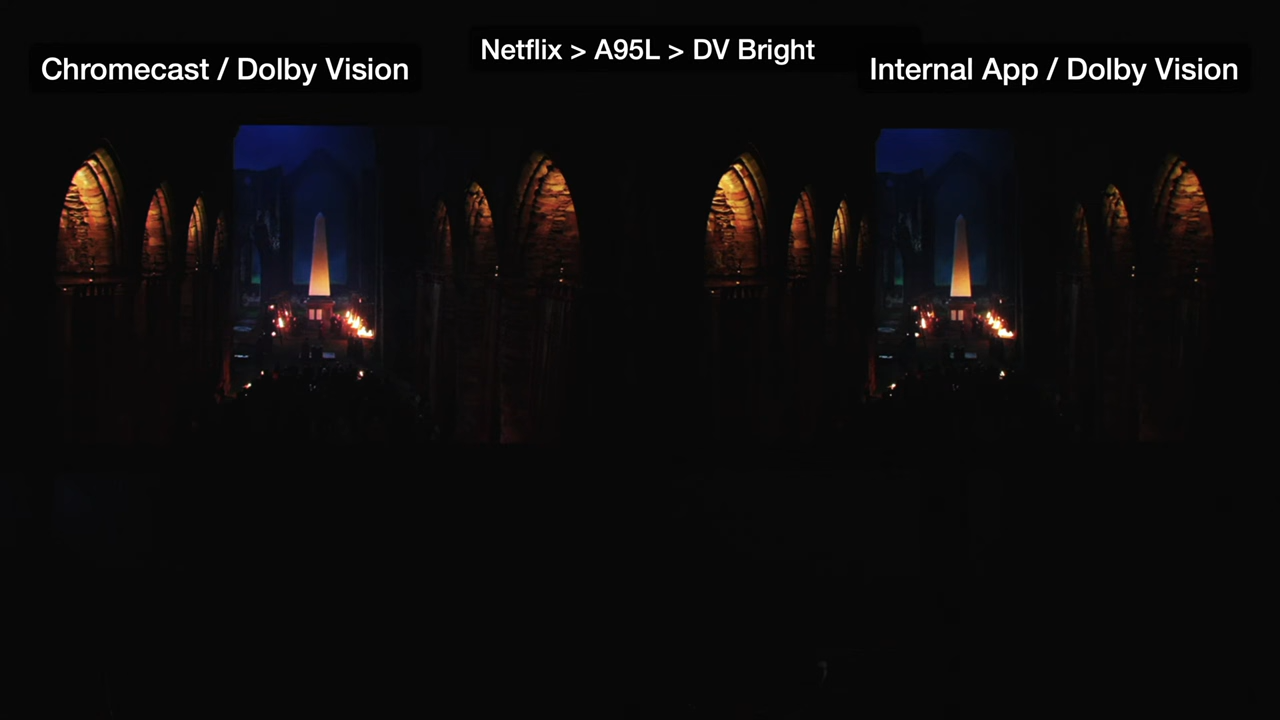 Netflix > A95L > DV Bright
Chromecast / Dolby Vision
Internal App / Dolby Vision